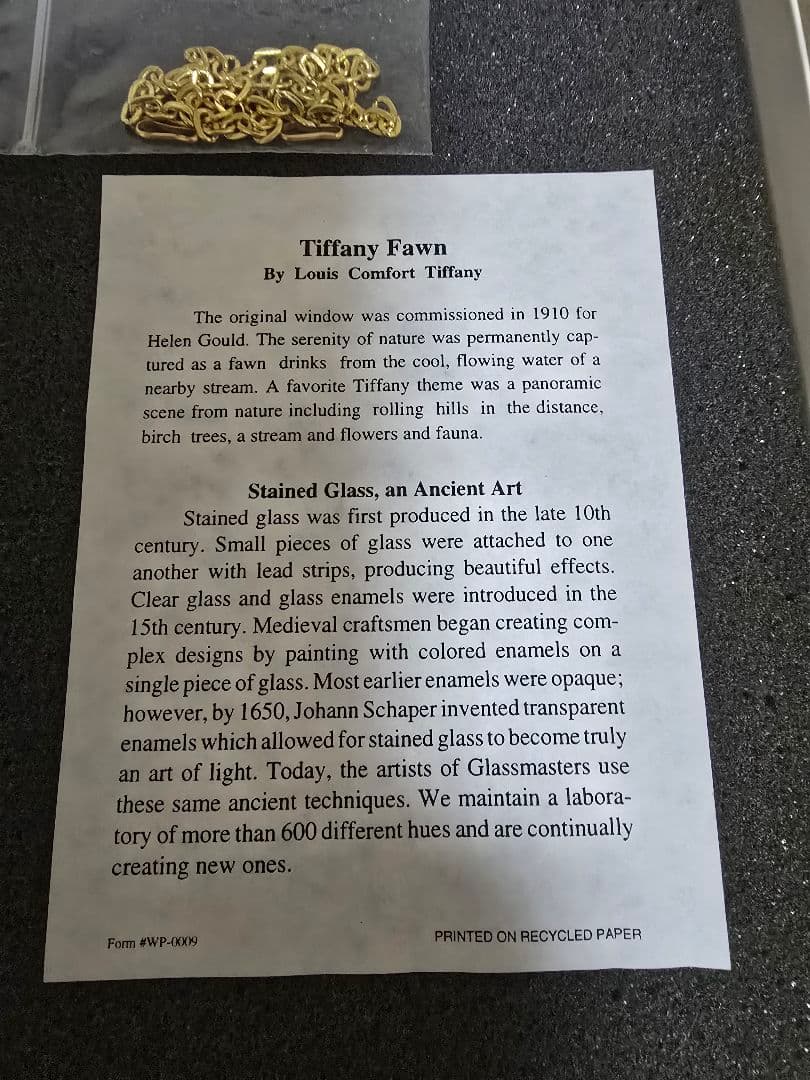 Tiffany Fawn
By Louis Comfort Tiffany
The original window was commissioned in 1910 for
Helen Gould. The serenity of nature was permanently cap-
tured as a fawn drinks from the cool, flowing water of a
nearby stream. A favorite Tiffany theme was a panoramic
scene from nature including rolling hills in the distance,
birch trees, a stream and flowers and fauna.
Stained Glass, an Ancient Art
Stained glass was first produced in the late 10th
century. Small pieces of glass were attached to one
another with lead strips, producing beautiful effects.
Clear glass and glass enamels were introduced in the
15th century. Medieval craftsmen began creating com-
plex designs by painting with colored enamels on a
single piece of glass. Most earlier enamels were opaque;
however, by 1650, Johann Schaper invented transparent
enamels which allowed for stained glass to become truly
an art of light. Today, the artists of Glassmasters use
these same ancient techniques. We maintain a labora-
tory of more than 600 different hues and are continually
creating new ones.
Form #WP-0009
PRINTED ON RECYCLED PAPER